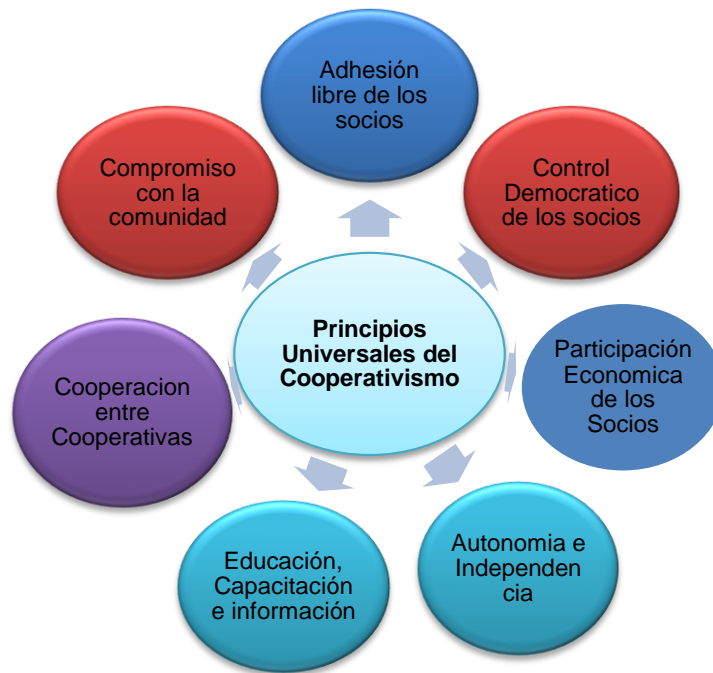 Adhesión
libre de los
socios
Compromiso
con la
comunidad
Control
Democratico
de los socios
Principios
Universales del
Cooperativismo
Participación
Economica
de los
Socios
Cooperacion
entre
Cooperativas
Educación,
Capacitación
e información
Autonomia e
Independen
cia